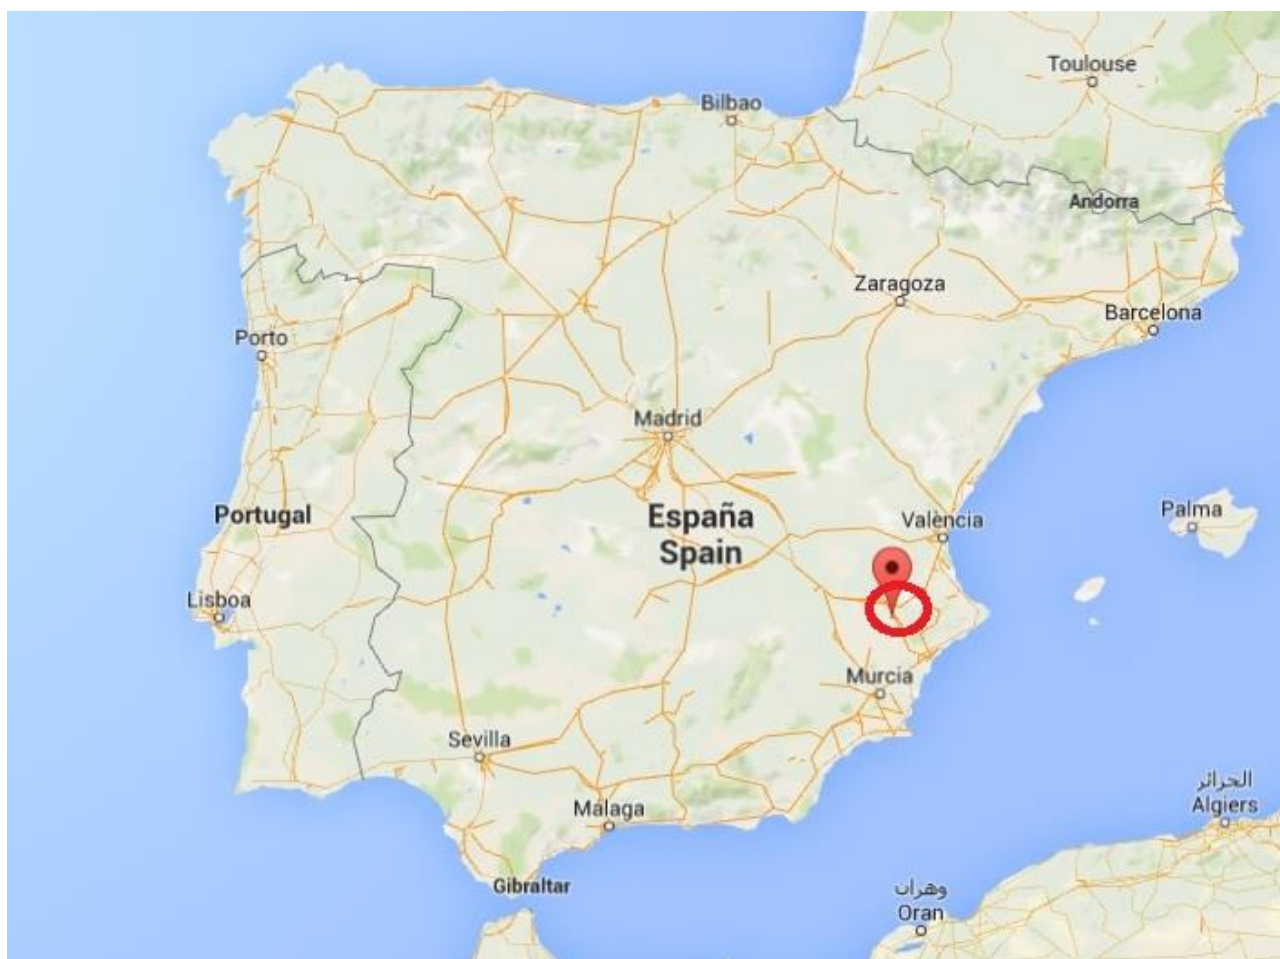 Toulouse
Bilbao
Andorra
Zaragoza
Barcelona
Porto
Madrid
Portugal
España
Spain
València
Palma
Lisboa
Murcia
Sevilla
Málaga
الجزائر
Algiers
Gibraltar
وهران
Oran